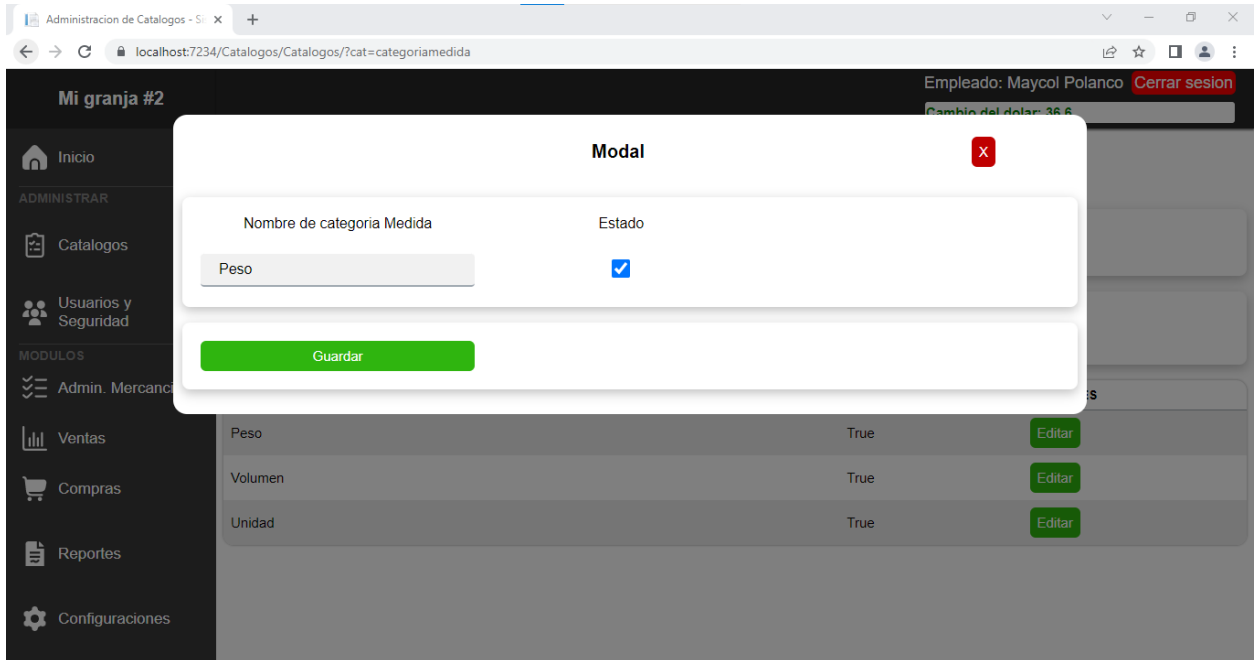 Administracion de Catalogos - Si
localhost:7234/Catalogos/Catalogos/?cat=categoriamedida
Mi granja #2
Empleado: Maycol Polanco Cerrar sesion
Cambio del dolar: 36.6
Inicio
ADMINISTRAR
Catalogos
Usuarios y
Seguridad
MODULOS
Admin. Mercanci
Ventas
Compras
Reportes
Configuraciones
Modal
X
Nombre de categoria Medida Estado
Peso
Guardar
Peso True Editar
Volumen True Editar
Unidad True Editar